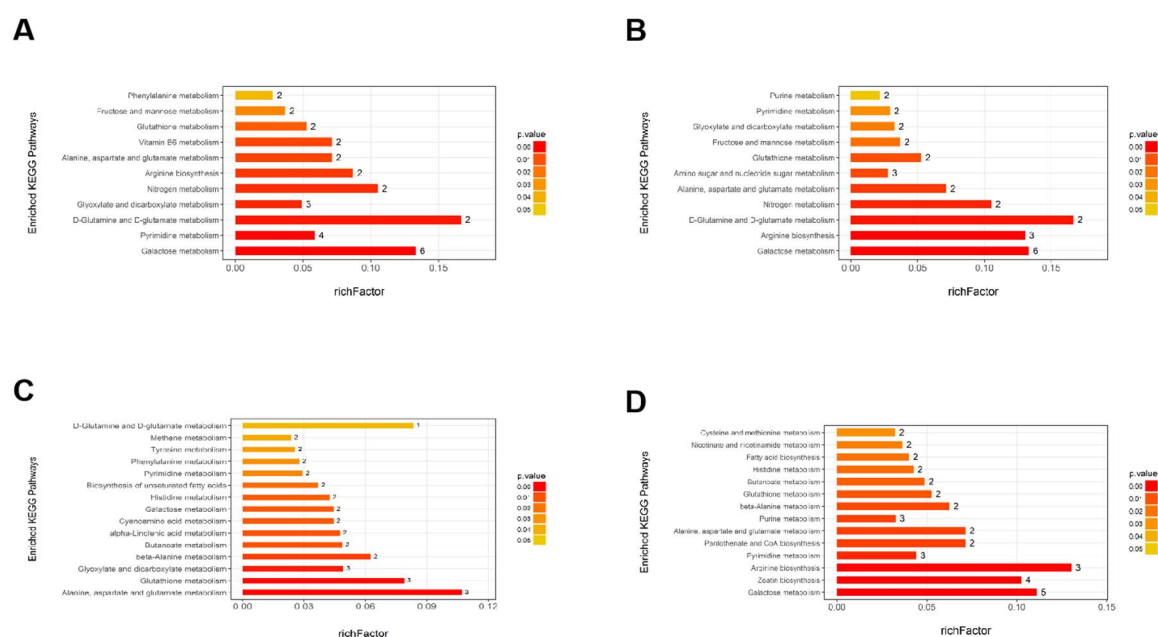 A
Enriched KEGG Pathways
Phenylalanine metabolism 2
Fructose and mannose metabolism 2
Glutathione metabolism 2
Vitamin B6 metabolism 2
Alanine, aspartate and glutamate metabolism 2
Arginine biosynthesis 2
Nitrogen metabolism 2
Glyoxylate and dicarboxylate metabolism 3
D-Glutamine and D-glutamate metabolism 2
Pyrimidine metabolism 4
Galactose metabolism 6
0.00 0.05 0.10 0.15
richFactor
p.value
0.00
0.01
0.02
0.03
0.04
0.05
B
Enriched KEGG Pathways
Purine metabolism 2
Pyrimidine metabolism 2
Glyoxylate and dicarboxylate metabolism 2
Fructose and mannose metabolism 2
Glutathione metabolism 2
Amino sugar and nucleotide sugar metabolism 3
Alanine, aspartate and glutamate metabolism 2
Nitrogen metabolism 2
D-Glutamine and D-glutamate metabolism 2
Arginine biosynthesis 3
Galactose metabolism 6
0.00 0.05 0.10 0.15
richFactor
p.value
0.00
0.01
0.02
0.03
0.04
0.05
C
Enriched KEGG Pathways
D-Glutamine and D-glutamate metabolism 1
Methane metabolism 2
Tyrosine metabolism 2
Phenylalanine metabolism 2
Pyrimidine metabolism 2
Biosynthesis of unsaturated fatty acids 2
Histidine metabolism 2
Galactose metabolism 2
Cyanoamino acid metabolism 2
alpha-Linolenic acid metabolism 2
Butanoate metabolism 2
beta-Alanine metabolism 2
Glyoxylate and dicarboxylate metabolism 3
Glutathione metabolism 3
Alanine, aspartate and glutamate metabolism 3
0.00 0.03 0.06 0.09 0.12
richFactor
p.value
0.00
0.01
0.02
0.03
0.04
0.05
D
Enriched KEGG Pathways
Cysteine and methionine metabolism 2
Nicotinate and nicotinamide metabolism 2
Fatty acid biosynthesis 2
Histidine metabolism 2
Butanoate metabolism 2
Glutathione metabolism 2
beta-Alanine metabolism 2
Purine metabolism 3
Alanine, aspartate and glutamate metabolism 2
Pantothenate and CoA biosynthesis 2
Pyrimidine metabolism 3
Arginine biosynthesis 3
Zeatin biosynthesis 4
Galactose metabolism 5
0.00 0.05 0.10 0.15
richFactor
p.value
0.00
0.01
0.02
0.03
0.04
0.05